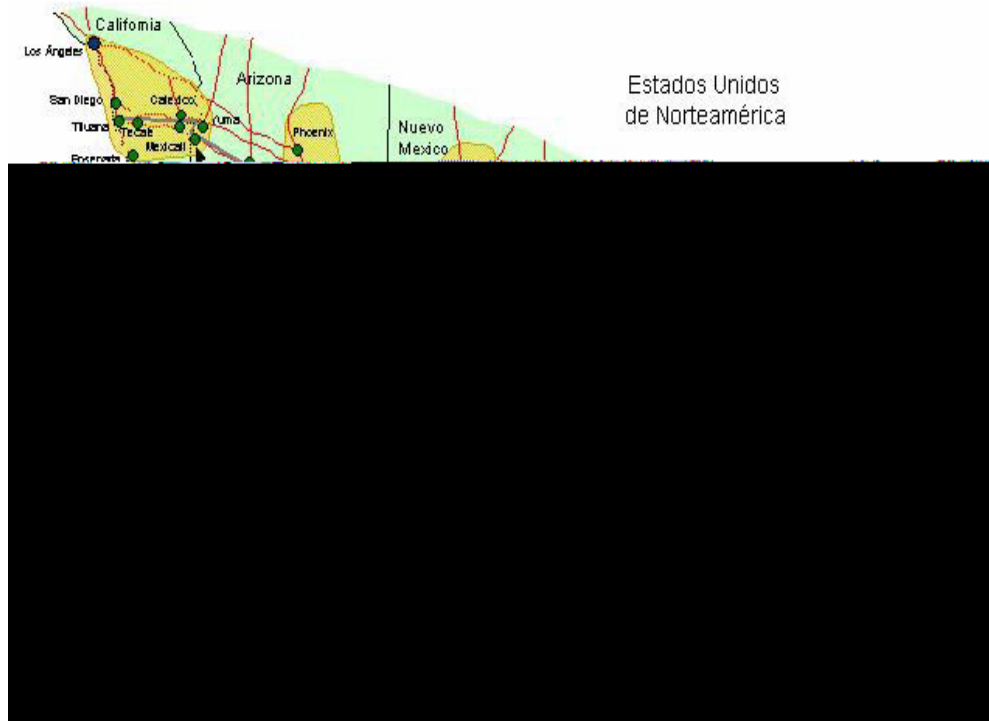 California
Los Ángeles
Arizona
Estados Unidos
de Norteamérica
San Diego
Calexico
Tijuana
Tecate
Yuma
Mexicali
Phoenix
Nuevo
Mexico
Ensenada